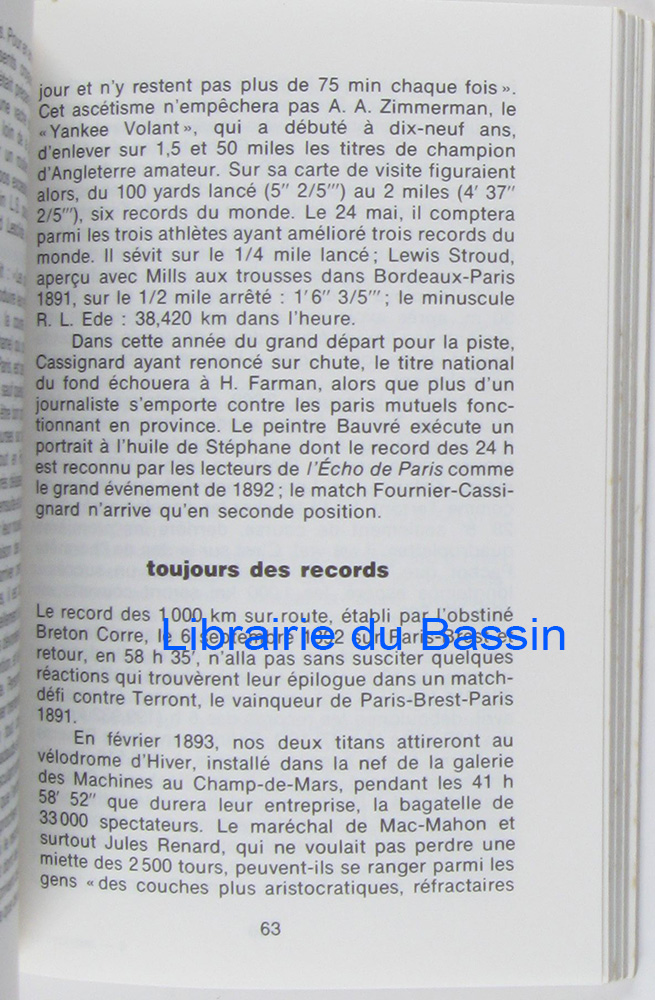 jour et n'y restent pas plus de 75 min chaque fois ».
Cet ascétisme n'empêchera pas A. A. Zimmerman, le
« Yankee Volant », qui a débuté à dix-neuf ans,
d'enlever sur 1,5 et 50 miles les titres de champion
d'Angleterre amateur. Sur sa carte de visite figuraient
alors, du 100 yards lancé (5″ 2/5‴) au 2 miles (4′ 37″
2/5‴), six records du monde. Le 24 mai, il comptera
parmi les trois athlètes ayant amélioré trois records du
monde. Il sévit sur le 1/4 mile lancé ; Lewis Stroud,
aperçu avec Mills aux trousses dans Bordeaux-Paris
1891, sur le 1/2 mile arrêté : 1′6″ 3/5‴ ; le minuscule
R. L. Ede : 38,420 km dans l'heure.
Dans cette année du grand départ pour la piste,
Cassignard ayant renoncé sur chute, le titre national
du fond échouera à H. Farman, alors que plus d'un
journaliste s'emporte contre les paris mutuels fonc-
tionnant en province. Le peintre Bauvré exécute un
portrait à l'huile de Stéphane dont le record des 24 h
est reconnu par les lecteurs de l'Écho de Paris comme
le grand événement de 1892 ; le match Fournier-Cassi-
gnard n'arrive qu'en seconde position.
toujours des records
Le record des 1 000 km sur route, établi par l'obstiné
Breton Corre, le 6 septembre 1892 sur Paris-Brest et
Librairie du Bassin
retour, en 58 h 35′, n'alla pas sans susciter quelques
réactions qui trouvèrent leur épilogue dans un match-
défi contre Terront, le vainqueur de Paris-Brest-Paris
1891.
En février 1893, nos deux titans attireront au
vélodrome d'Hiver, installé dans la nef de la galerie
des Machines au Champ-de-Mars, pendant les 41 h
58′ 52″ que durera leur entreprise, la bagatelle de
33 000 spectateurs. Le maréchal de Mac-Mahon et
surtout Jules Renard, qui ne voulait pas perdre une
miette des 2 500 tours, peuvent-ils se ranger parmi les
gens « des couches plus aristocratiques, réfractaires
63